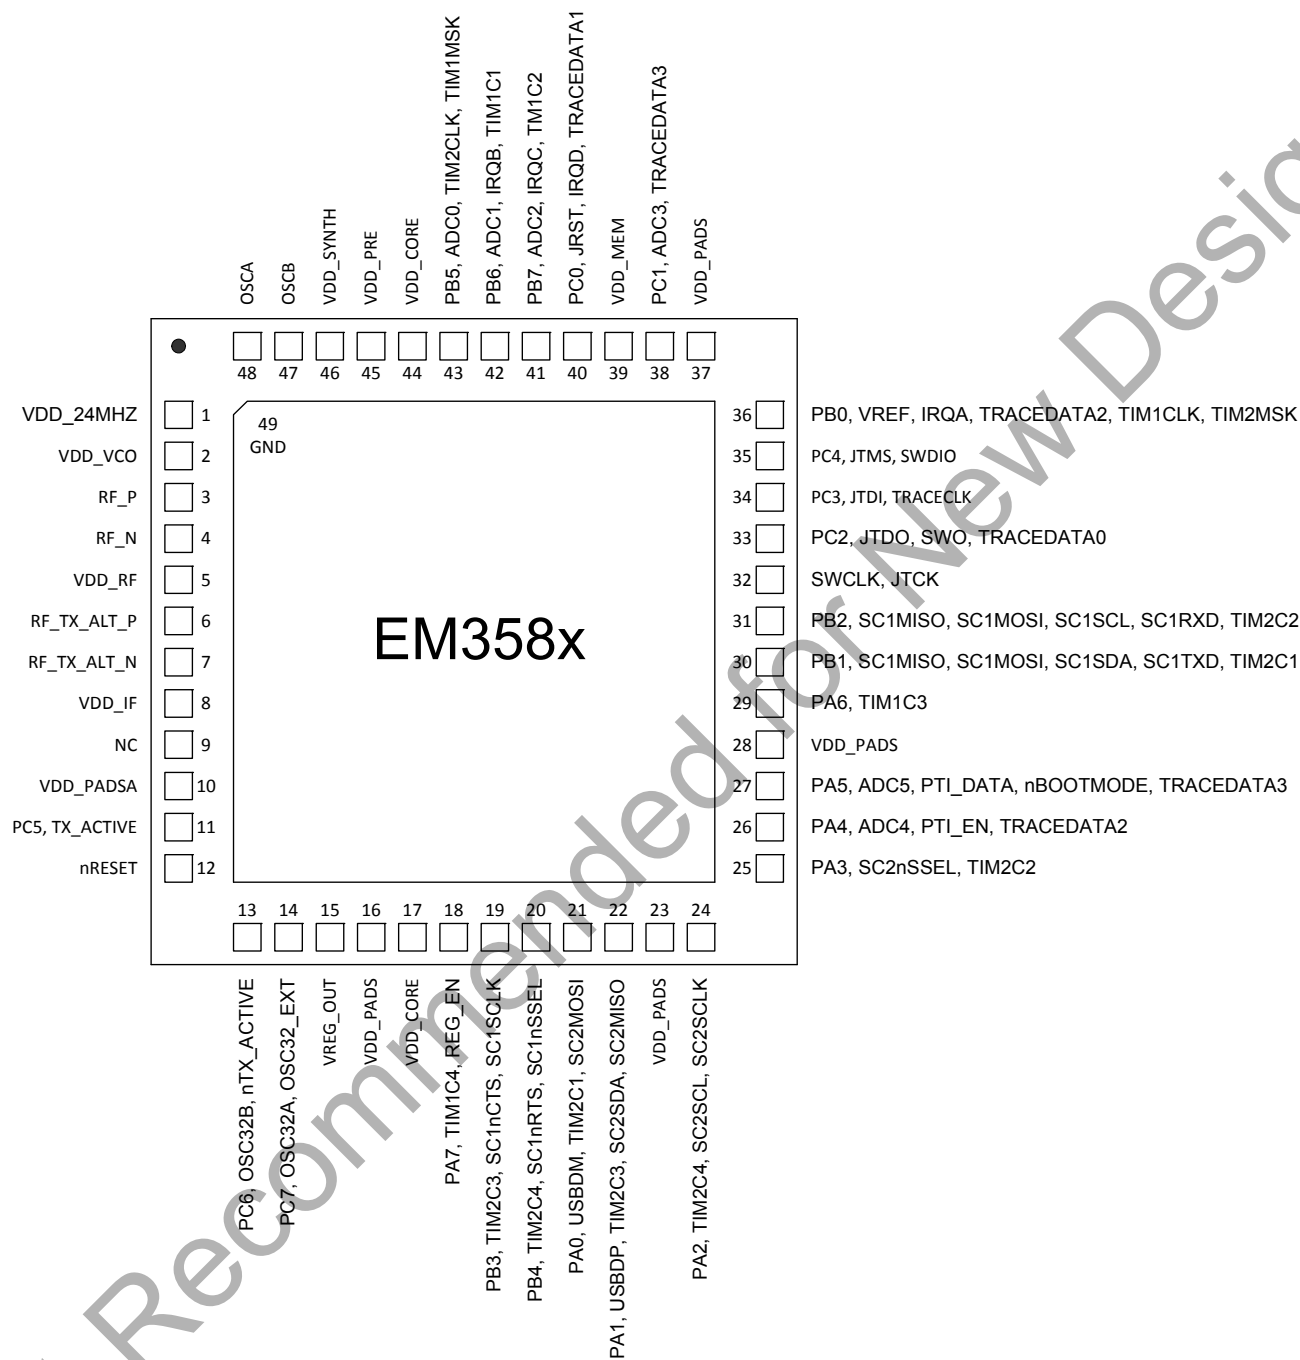 OSCA
OSCB
VDD_SYNTH
VDD_PRE
VDD_CORE
PB5, ADC0, TIM2CLK, TIM1MSK
PB6, ADC1, IRQB, TIM1C1
PB7, ADC2, IRQC, TM1C2
PC0, JRST, IRQD, TRACEDATA1
VDD_MEM
PC1, ADC3, TRACEDATA3
VDD_PADS
48 47 46 45 44 43 42 41 40 39 38 37
VDD_24MHZ 1
VDD_VCO 2
RF_P 3
RF_N 4
VDD_RF 5
RF_TX_ALT_P 6
RF_TX_ALT_N 7
VDD_IF 8
NC 9
VDD_PADSA 10
PC5, TX_ACTIVE 11
nRESET 12
49
GND
EM358x
36 PB0, VREF, IRQA, TRACEDATA2, TIM1CLK, TIM2MSK
35 PC4, JTMS, SWDIO
34 PC3, JTDI, TRACECLK
33 PC2, JTDO, SWO, TRACEDATA0
32 SWCLK, JTCK
31 PB2, SC1MISO, SC1MOSI, SC1SCL, SC1RXD, TIM2C2
30 PB1, SC1MISO, SC1MOSI, SC1SDA, SC1TXD, TIM2C1
29 PA6, TIM1C3
28 VDD_PADS
27 PA5, ADC5, PTI_DATA, nBOOTMODE, TRACEDATA3
26 PA4, ADC4, PTI_EN, TRACEDATA2
25 PA3, SC2nSSEL, TIM2C2
13 14 15 16 17 18 19 20 21 22 23 24
PC6, OSC32B, nTX_ACTIVE
PC7, OSC32A, OSC32_EXT
VREG_OUT
VDD_PADS
VDD_CORE
PA7, TIM1C4, REG_EN
PB3, TIM2C3, SC1nCTS, SC1SCLK
PB4, TIM2C4, SC1nRTS, SC1nSSEL
PA0, USBDM, TIM2C1, SC2MOSI
PA1, USBDP, TIM2C3, SC2SDA, SC2MISO
VDD_PADS
PA2, TIM2C4, SC2SCL, SC2SCLK
Recommended for New Desig